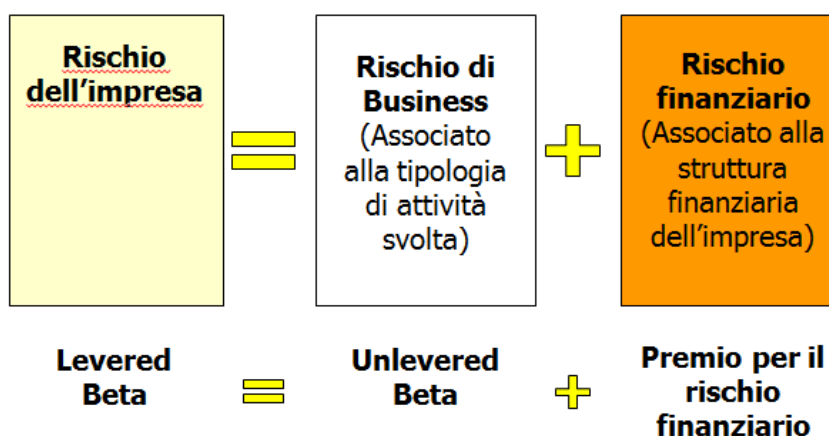 Rischio
dell'impresa
Rischio di
Business
(Associato
alla tipologia
di attività
svolta)
Rischio
finanziario
(Associato alla
struttura
finanziaria
dell'impresa)
Levered
Beta
Unlevered
Beta
Premio per il
rischio
finanziario